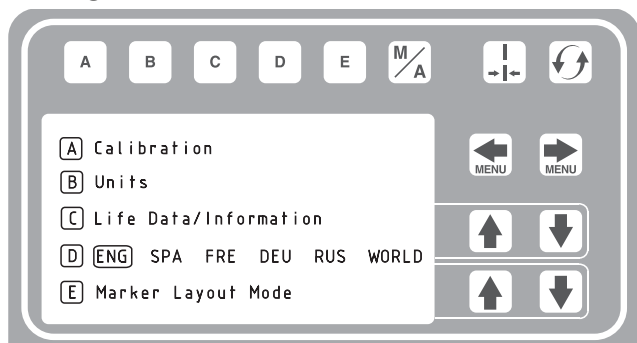 A B C D E M/A
A Calibration
MENU MENU
B Units
C Life Data/Information
D ENG SPA FRE DEU RUS WORLD
E Marker Layout Mode